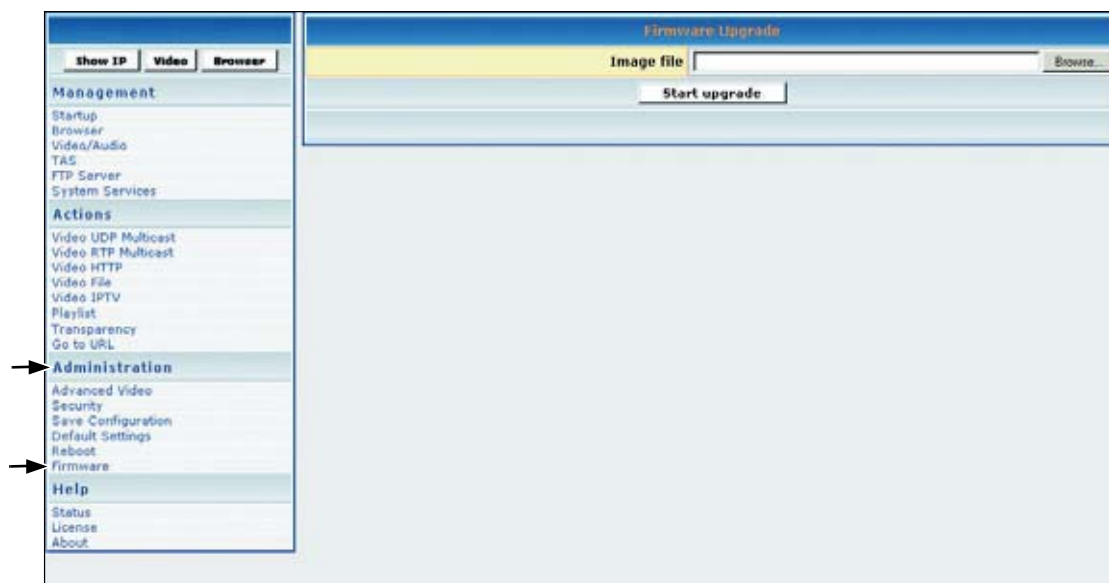 Show IP Video Browser
Management
Startup
Browser
Video/Audio
TAS
FTP Server
System Services
Actions
Video UDP Multicast
Video RTP Multicast
Video HTTP
Video File
Video IPTV
Playlist
Transparency
Go to URL
Administration
Advanced Video
Security
Save Configuration
Default Settings
Reboot
Firmware
Help
Status
License
About
Firmware Upgrade
Image file Browse...
Start upgrade